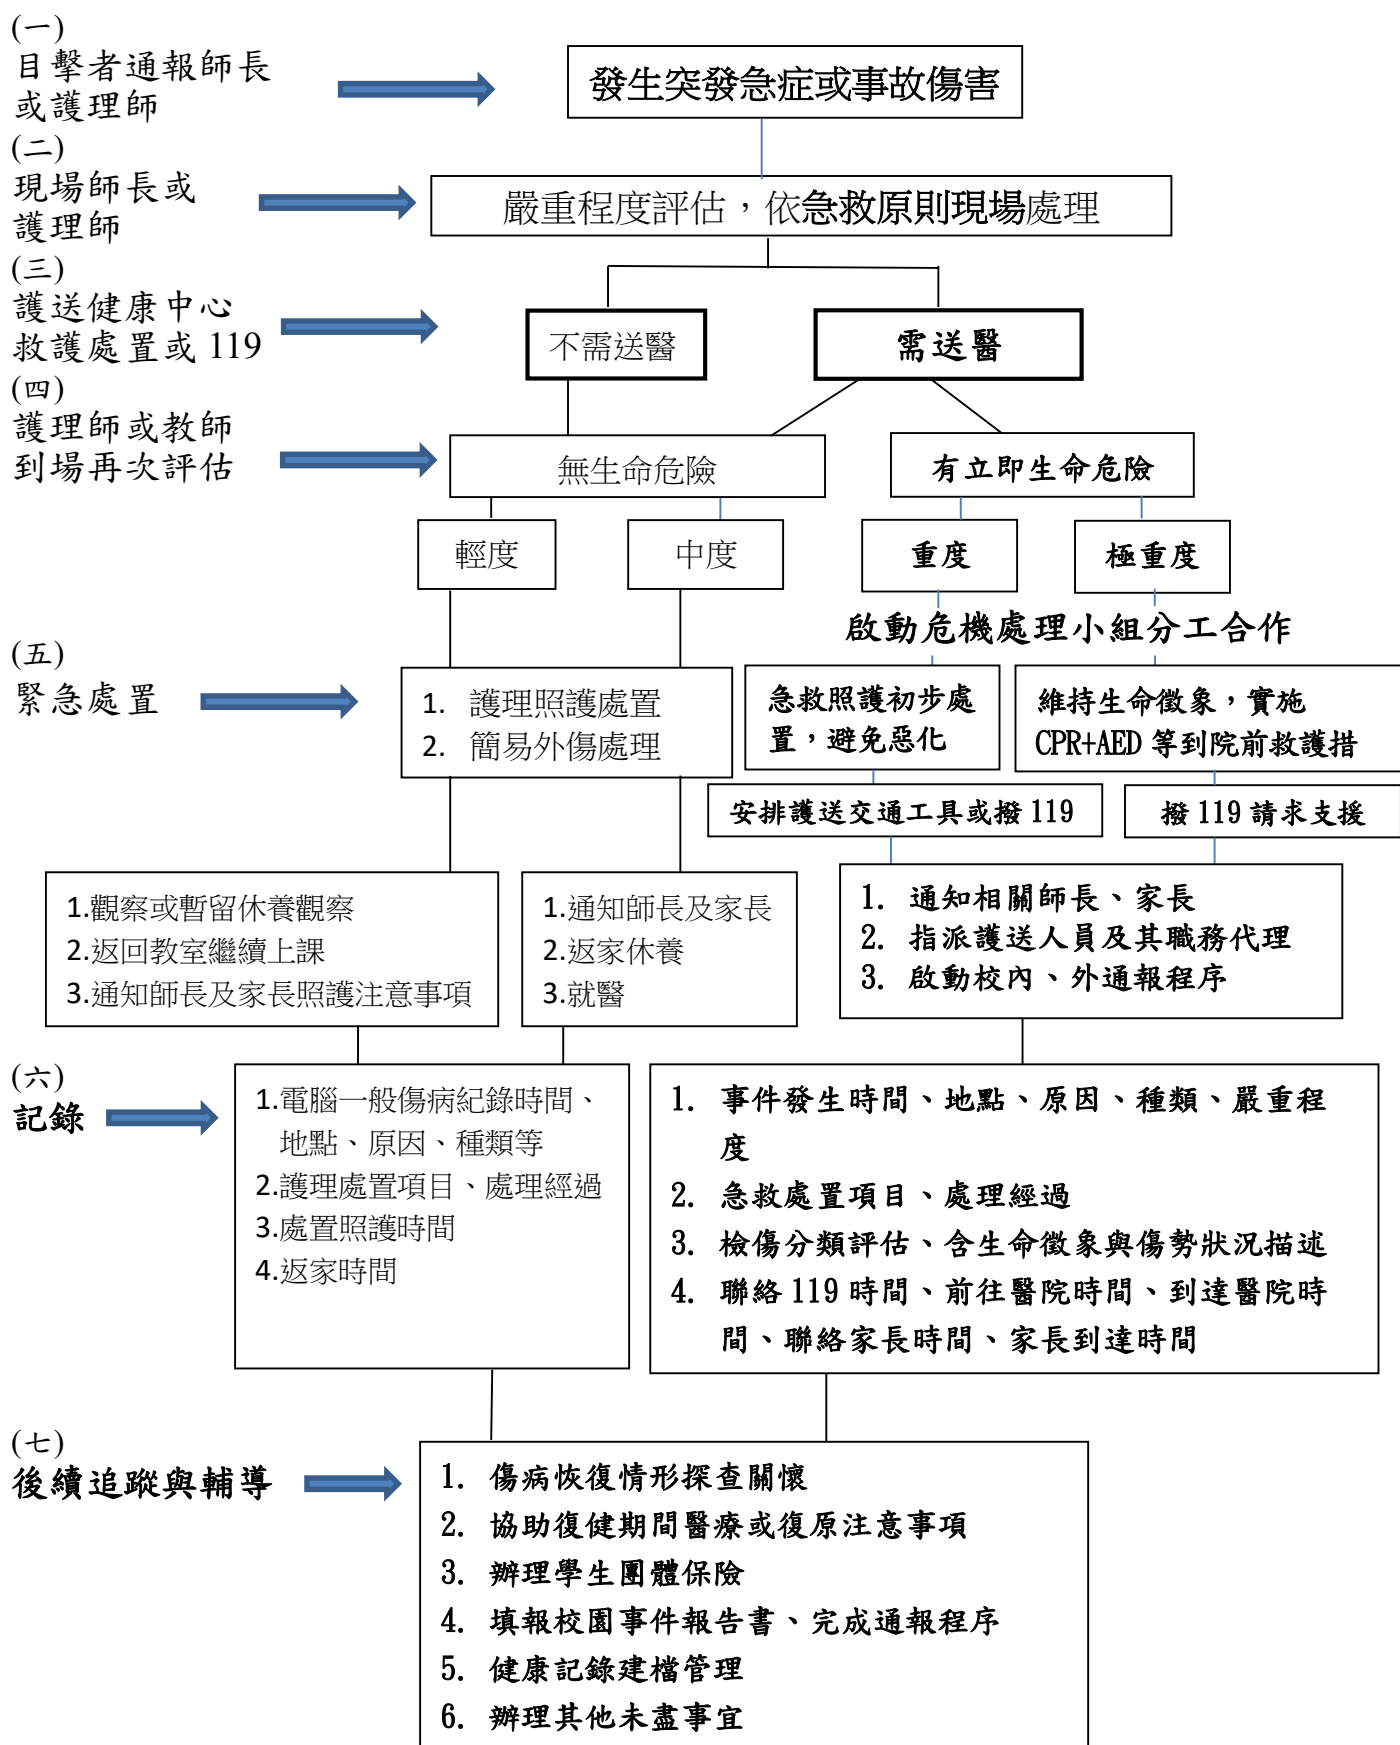 (一)
目擊者通報師長
或護理師
發生突發急症或事故傷害
(二)
現場師長或
護理師
嚴重程度評估，依急救原則現場處理
(三)
護送健康中心
救護處置或 119
不需送醫
需送醫
(四)
護理師或教師
到場再次評估
無生命危險
有立即生命危險
輕度
中度
重度
極重度
啟動危機處理小組分工合作
(五)
緊急處置
1. 護理照護處置
2. 簡易外傷處理
急救照護初步處
置，避免惡化
維持生命徵象，實施
CPR+AED 等到院前救護措
安排護送交通工具或撥 119
撥 119 請求支援
1.觀察或暫留休養觀察
2.返回教室繼續上課
3.通知師長及家長照護注意事項
1.通知師長及家長
2.返家休養
3.就醫
1. 通知相關師長、家長
2. 指派護送人員及其職務代理
3. 啟動校內、外通報程序
(六)
記錄
1.電腦一般傷病紀錄時間、
地點、原因、種類等
2.護理處置項目、處理經過
3.處置照護時間
4.返家時間
1. 事件發生時間、地點、原因、種類、嚴重程
度
2. 急救處置項目、處理經過
3. 檢傷分類評估、含生命徵象與傷勢狀況描述
4. 聯絡 119 時間、前往醫院時間、到達醫院時
間、聯絡家長時間、家長到達時間
(七)
後續追蹤與輔導
1. 傷病恢復情形探查關懷
2. 協助復健期間醫療或復原注意事項
3. 辦理學生團體保險
4. 填報校園事件報告書、完成通報程序
5. 健康記錄建檔管理
6. 辦理其他未盡事宜